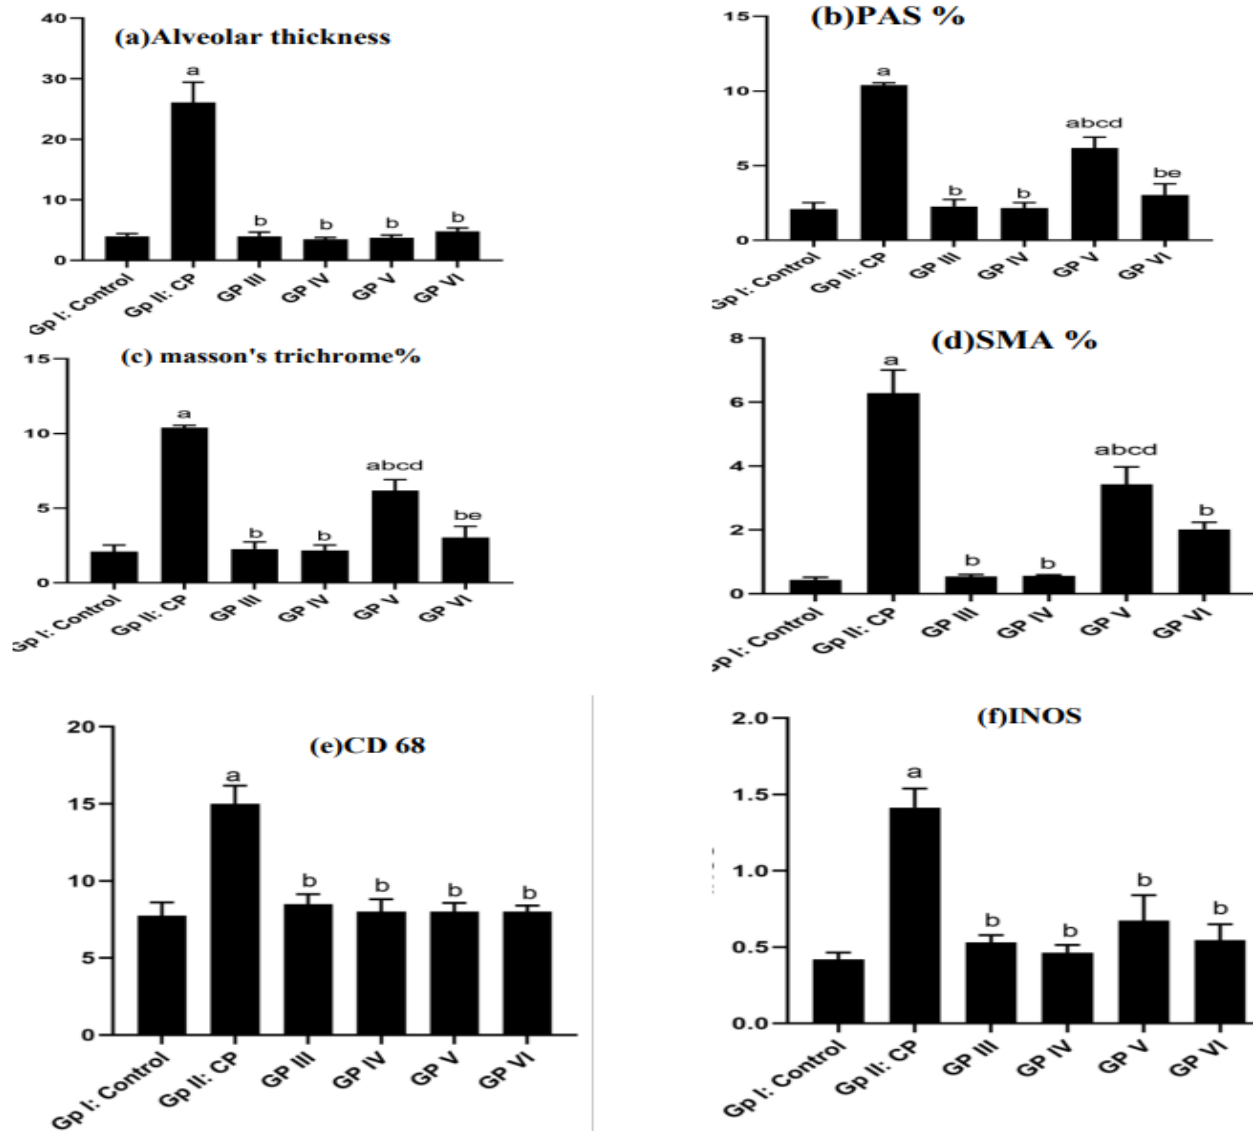 (a)Alveolar thickness
40
30
20
10
0
a
b
b
b
b
Gp I: Control
Gp II: CP
GP III
GP IV
GP V
GP VI
(b)PAS %
15
10
5
0
a
b
b
abcd
be
Gp I: Control
Gp II: CP
GP III
GP IV
GP V
GP VI
(c) masson's trichrome%
15
10
5
0
a
b
b
abcd
be
Gp I: Control
Gp II: CP
GP III
GP IV
GP V
GP VI
(d)SMA %
8
6
4
2
0
a
b
b
abcd
b
Gp I: Control
Gp II: CP
GP III
GP IV
GP V
GP VI
(e)CD 68
20
15
10
5
0
a
b
b
b
b
Gp I: Control
Gp II: CP
GP III
GP IV
GP V
GP VI
(f)INOS
2.0
1.5
1.0
0.5
0.0
a
b
b
b
b
Gp I: Control
Gp II: CP
GP III
GP IV
GP V
GP VI